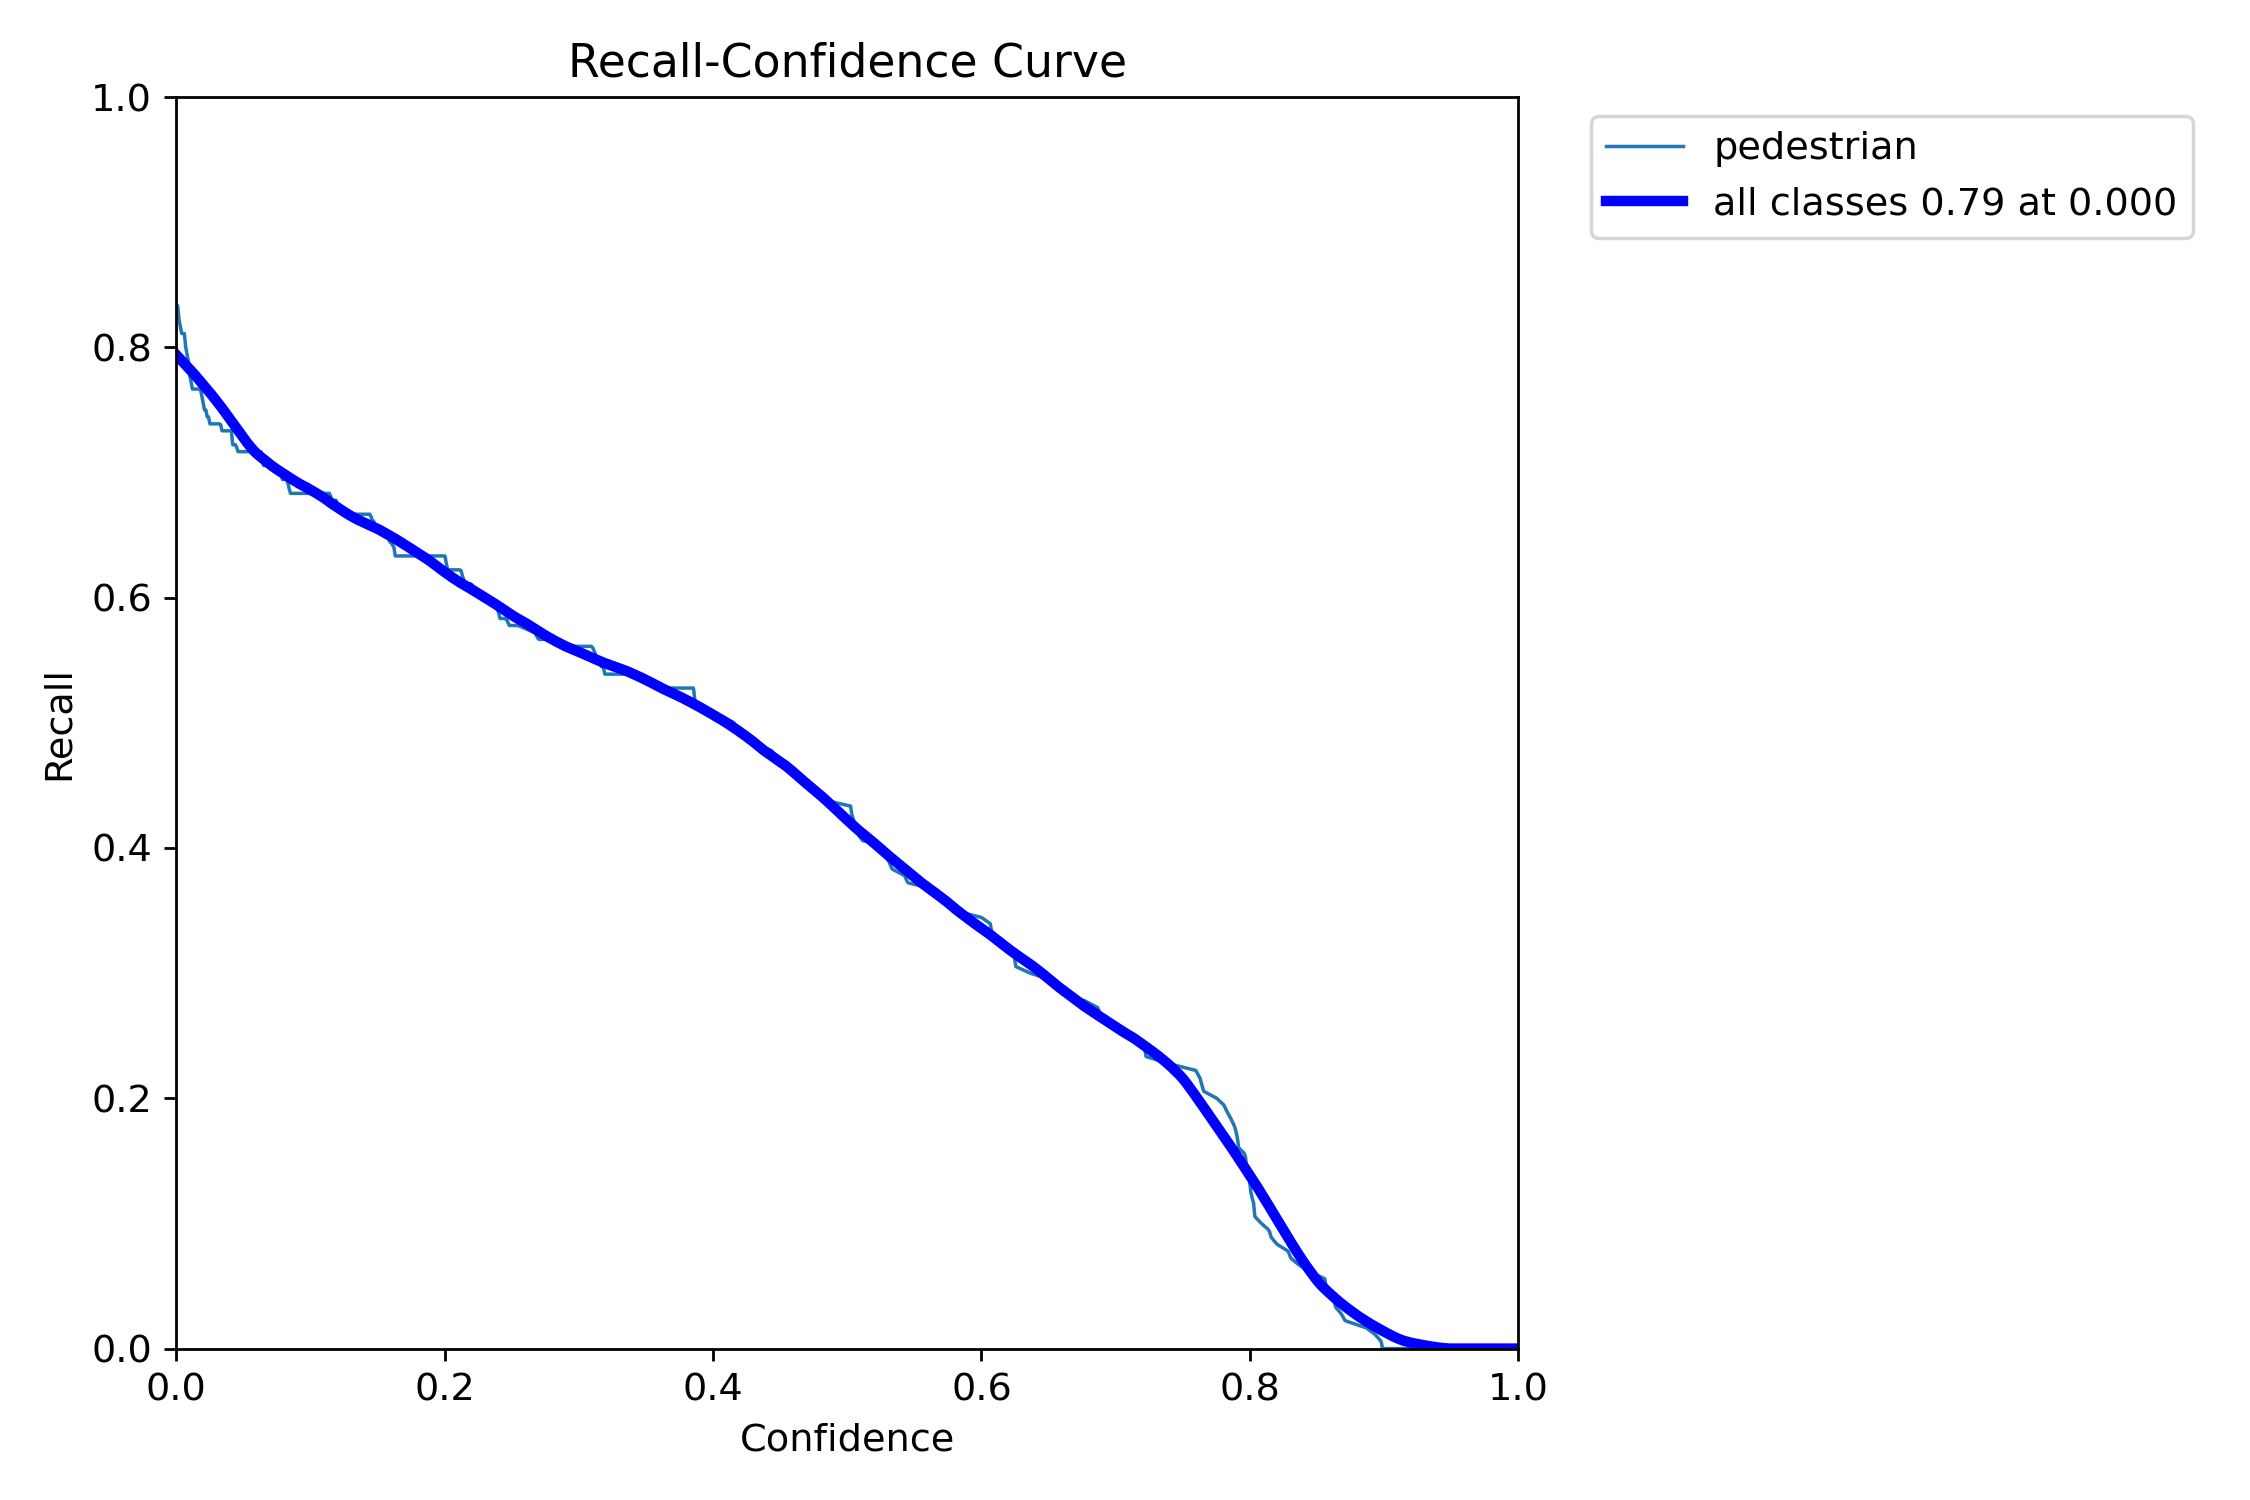 Recall-Confidence Curve
1.0
0.8
0.6
0.4
0.2
0.0
Recall
0.0 0.2 0.4 0.6 0.8 1.0
Confidence
pedestrian
all classes 0.79 at 0.000